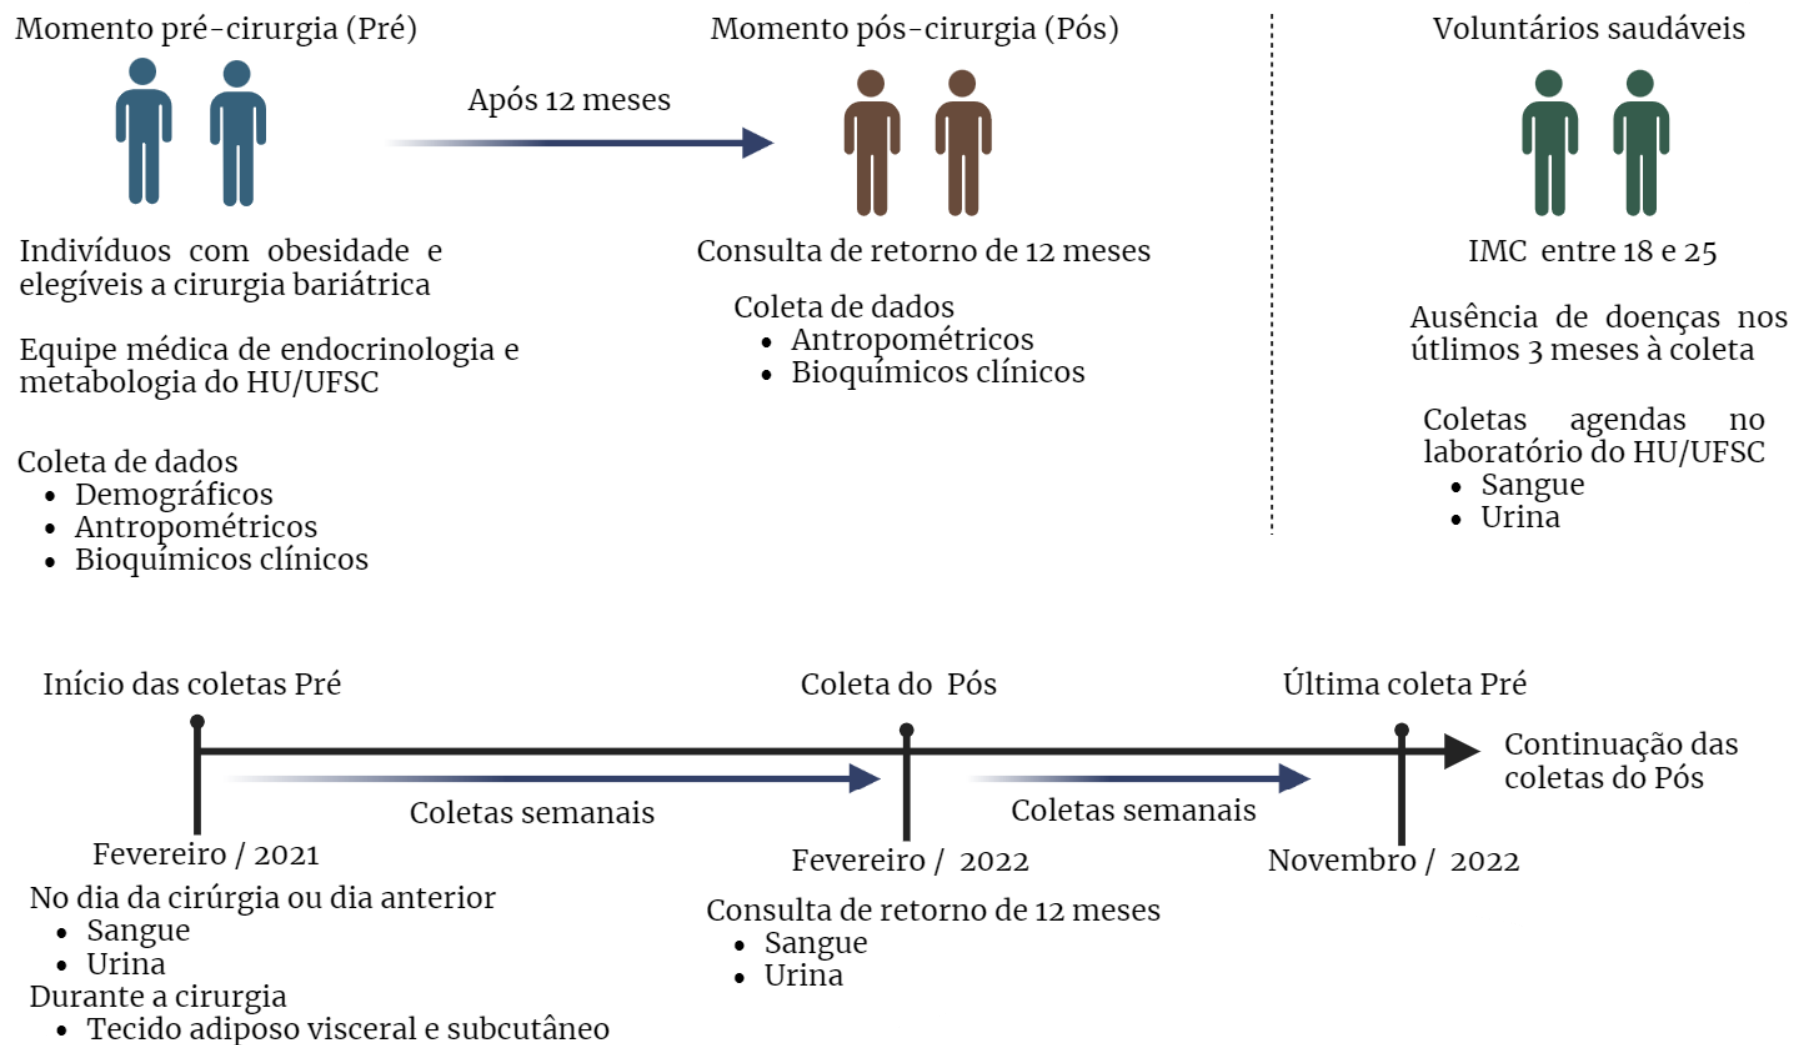 Momento pré-cirurgia (Pré)
Após 12 meses
Momento pós-cirurgia (Pós)
Voluntários saudáveis
Indivíduos com obesidade e
elegíveis a cirurgia bariátrica
Equipe médica de endocrinologia e
metabologia do HU/UFSC
Coleta de dados
• Demográficos
• Antropométricos
• Bioquímicos clínicos
Consulta de retorno de 12 meses
Coleta de dados
• Antropométricos
• Bioquímicos clínicos
IMC entre 18 e 25
Ausência de doenças nos
útlimos 3 meses à coleta
Coletas agendas no
laboratório do HU/UFSC
• Sangue
• Urina
Início das coletas Pré
Coleta do Pós
Última coleta Pré
Continuação das
coletas do Pós
Coletas semanais
Coletas semanais
Fevereiro / 2021
No dia da cirúrgia ou dia anterior
• Sangue
• Urina
Durante a cirurgia
• Tecido adiposo visceral e subcutâneo
Fevereiro / 2022
Consulta de retorno de 12 meses
• Sangue
• Urina
Novembro / 2022